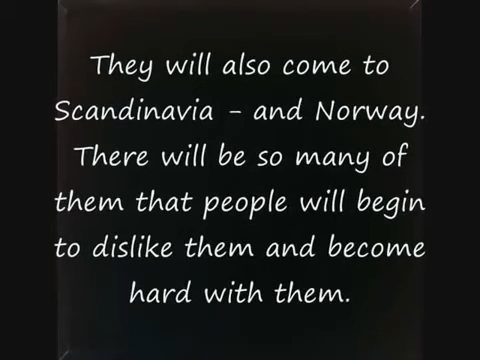 They will also come to
Scandinavia - and Norway.
There will be so many of
them that people will begin
to dislike them and become
hard with them.